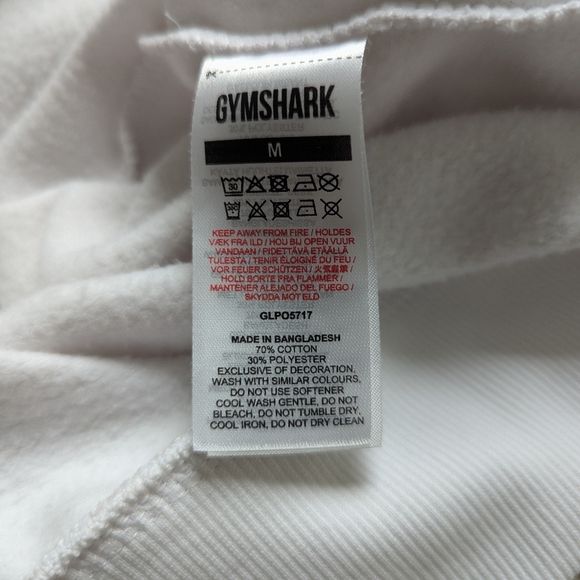 GYMSHARK
M
30
KEEP AWAY FROM FIRE / HOLDES
VÆK FRA ILD / HOU BIJ OPEN VUUR
VANDAAN / PIDETTÄVÄ ETÄÄLLÄ
TULESTA / TENIR ÉLOIGNÉ DU FEU /
VOR FEUER SCHÜTZEN / 火気厳禁 /
HOLD BORTE FRA FLAMMER /
MANTENER ALEJADO DEL FUEGO /
SKYDDA MOT ELD
GLPO5717
MADE IN BANGLADESH
70% COTTON
30% POLYESTER
EXCLUSIVE OF DECORATION.
WASH WITH SIMILAR COLOURS,
DO NOT USE SOFTENER
COOL WASH GENTLE, DO NOT
BLEACH, DO NOT TUMBLE DRY,
COOL IRON, DO NOT DRY CLEAN